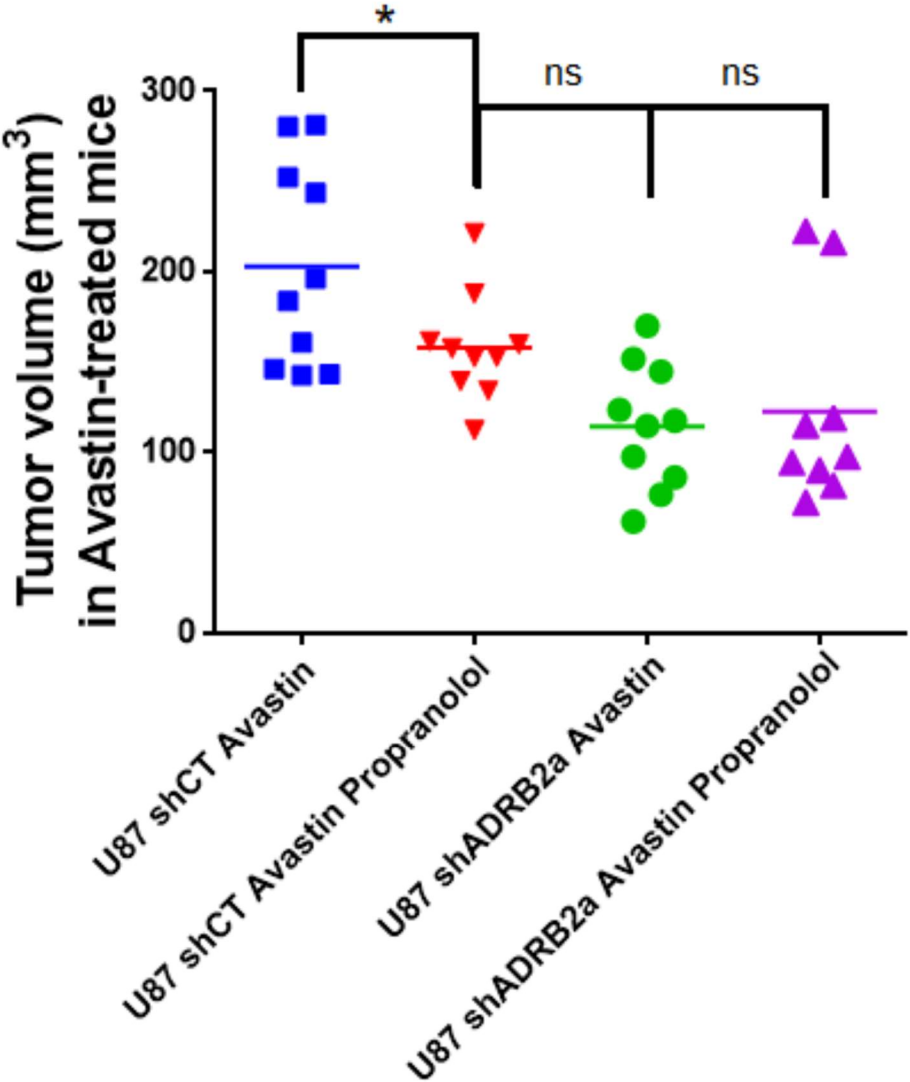 *
ns
ns
Tumor volume (mm³)
in Avastin-treated mice
300
200
100
0
U87 shCT Avastin
U87 shCT Avastin Propranolol
U87 shADRB2a Avastin
U87 shADRB2a Avastin Propranolol